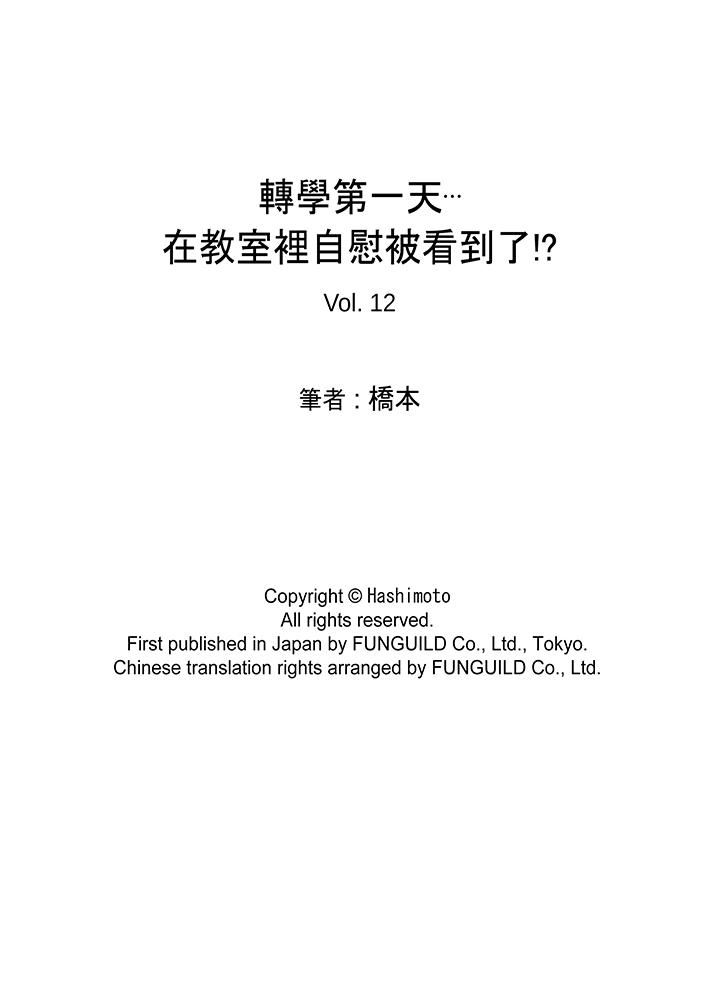 轉學第一天…
在教室裡自慰被看到了!?
Vol. 12
筆者 : 橋本
Copyright © Hashimoto
All rights reserved.
First published in Japan by FUNGUILD Co., Ltd., Tokyo.
Chinese translation rights arranged by FUNGUILD Co., Ltd.